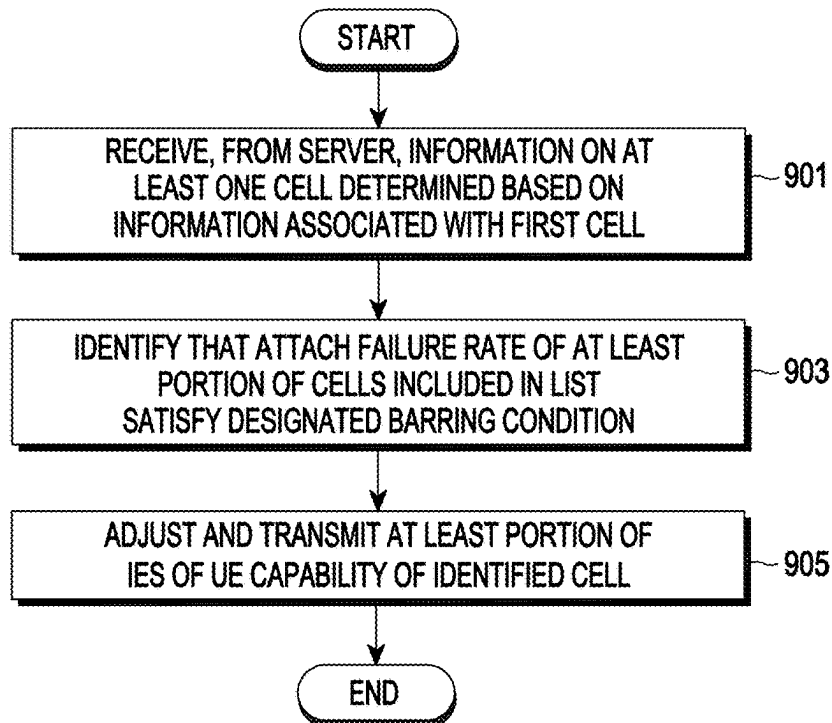 START
RECEIVE, FROM SERVER, INFORMATION ON AT
LEAST ONE CELL DETERMINED BASED ON
INFORMATION ASSOCIATED WITH FIRST CELL
901
IDENTIFY THAT ATTACH FAILURE RATE OF AT LEAST
PORTION OF CELLS INCLUDED IN LIST
SATISFY DESIGNATED BARRING CONDITION
903
ADJUST AND TRANSMIT AT LEAST PORTION OF
IES OF UE CAPABILITY OF IDENTIFIED CELL
905
END